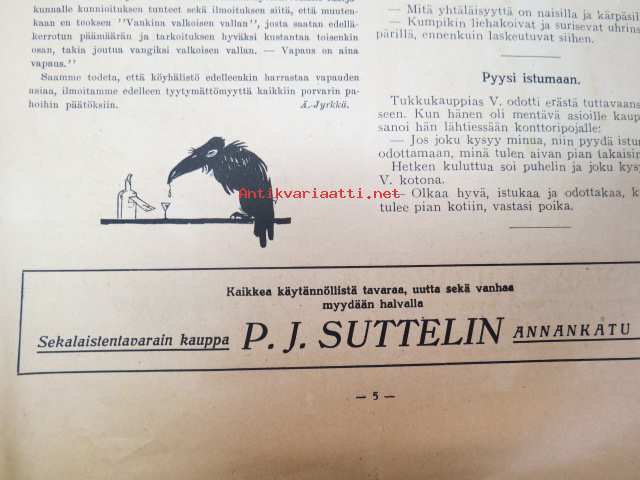 kunnalle kunnioituksen tunteet sekä ilmoituksen siitä, että muuten-
kaan en tooksen "Vankina valkoisen vallan", josta saatan edellä-
kerrotun päämäärän ja tarkoituksen hyväksi kustantaa toisenkin
osan, takia joutua vangiksi valkoisen vallan. — Vapaus on aina
vapaus."
Saamme todeta, että köyhälistö edelleenkin harrastaa vapauden
asiaa, ilmoitamme edelleen tyytymättömyyttä kaikkiin porvarin pa-
hoihin päätöksiin.
A. Jyrkkä.
— Mitä yhtäläisyyttä on naisilla ja kärpäsil
— Kumpikin liehakoivat ja surisevat uhrins
pärillä, ennenkuin laskeutuvat siihen.
Pyysi istumaan.
Tukkukauppias V. odotti erästä tuttavaans
seen. Kun hänen oli mentävä asioille kaup
sanoi hän lähtiessään konttoripojalle:
— Jos joku kysyy minua, niin pyydä istun
odottamaan, minä tulen aivan pian takaisin
Hetken kuluttua soi puhelin ja joku kysy
V. kotona.
— Olkaa hyvä, istukaa ja odottakaa, k
tulee pian kotiin, vastasi poika.
Antikvariaatti.net
Kaikkea käytännöllistä tavaraa, uutta sekä vanhaa
myydään halvalla
Sekalaistentavarain kauppa P. J. SUTTELIN ANNANKATU
— 5 —